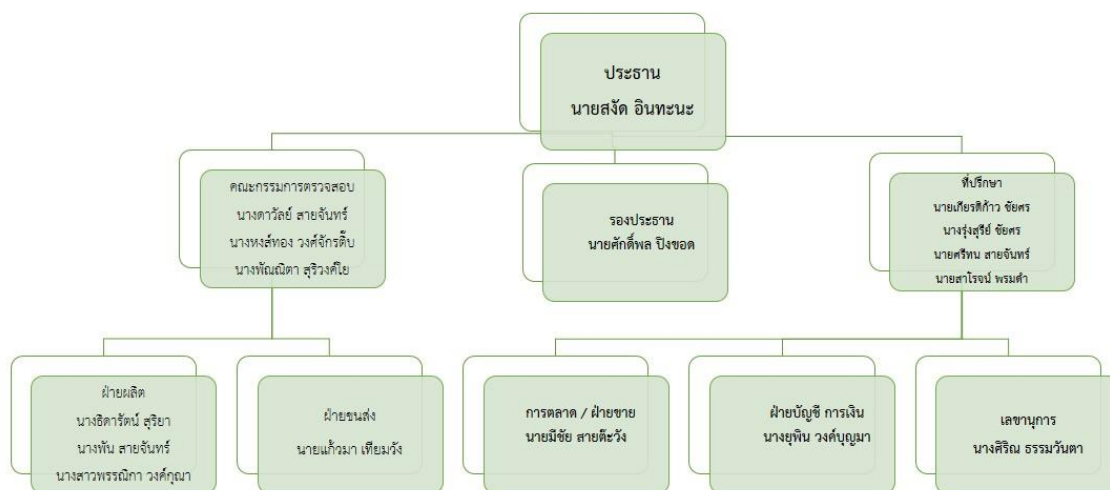 ประธาน
นายสงัด อินทะนะ
คณะกรรมการตรวจสอบ
นางดาวัลย์ สายจันทร์
นางหงส์ทอง วงศ์จักรติ๊บ
นางพัณณิตา สุริวงค์ใย
รองประธาน
นายศักดิ์พล ปิงขอด
ที่ปรึกษา
นายเกียรติก้าว ชัยศร
นางรุ่งสุรีย์ ชัยศร
นายศรีทน สายจันทร์
นายสาโรจน์ พรมดำ
ฝ่ายผลิต
นางธิดารัตน์ สุริยา
นางพัน สายจันทร์
นางสาวพรรณิกา วงค์กูณา
ฝ่ายขนส่ง
นายแก้วมา เทียมวัง
การตลาด / ฝ่ายขาย
นายมีชัย สายต๊ะวัง
ฝ่ายบัญชี การเงิน
นางยุพิน วงค์บุญมา
เลขานุการ
นางศิริณ ธรรมวันตา